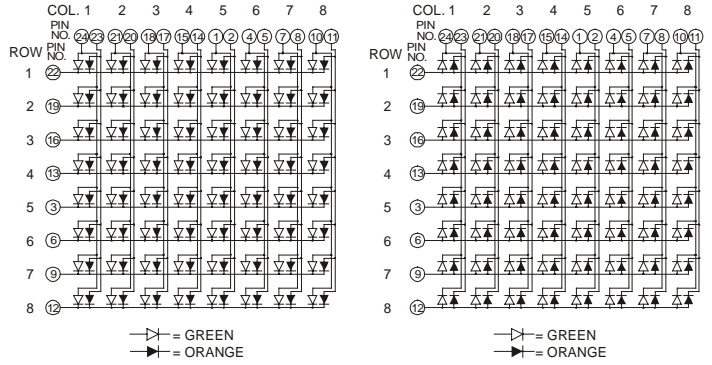 COL. 1 2 3 4 5 6 7 8
PIN NO. 24 23 21 20 18 17 15 14 1 2 4 5 7 8 10 11
ROW PIN NO.
1 22
2 19
3 16
4 13
5 3
6 6
7 9
8 12
= GREEN
= ORANGE
COL. 1 2 3 4 5 6 7 8
PIN NO. 24 23 21 20 18 17 15 14 1 2 4 5 7 8 10 11
ROW PIN NO.
1 22
2 19
3 16
4 13
5 3
6 6
7 9
8 12
= GREEN
= ORANGE